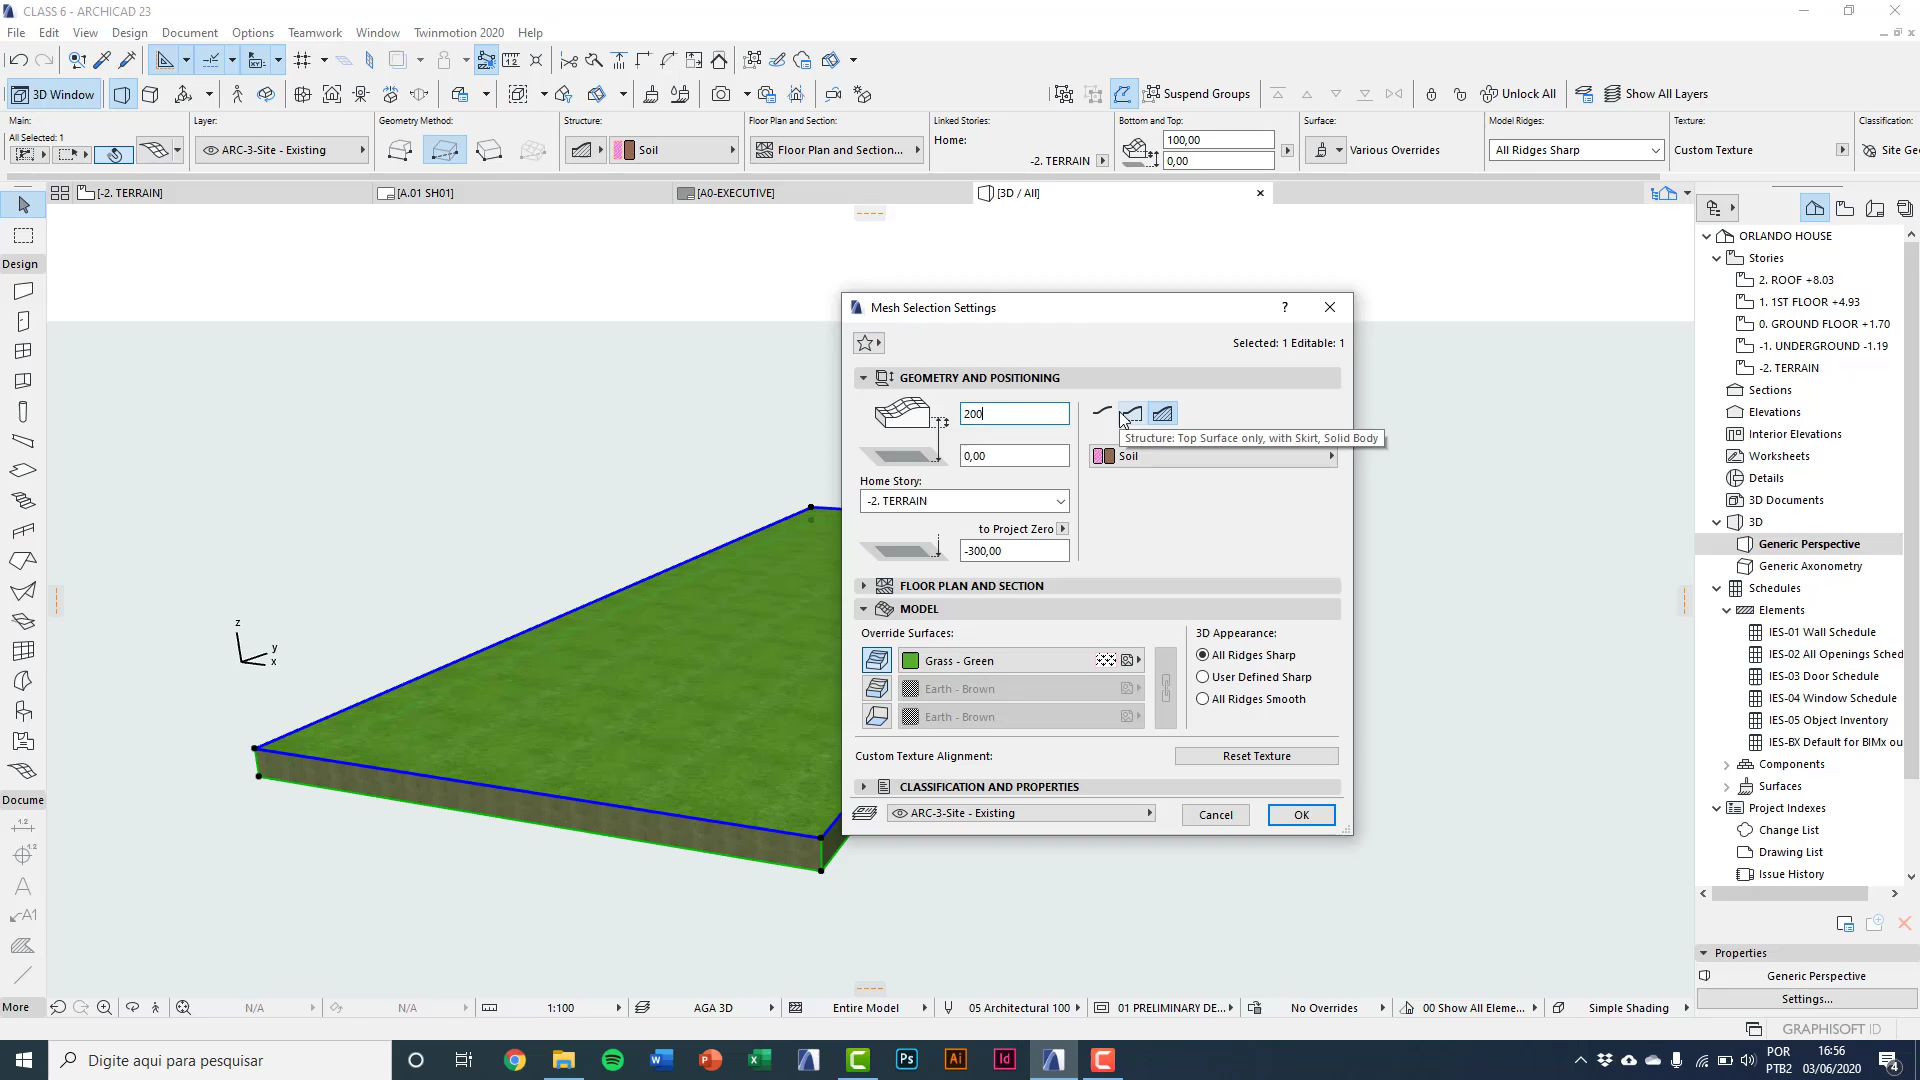 CLASS 6 - ARCHICAD 23
File Edit View Design Document Options Teamwork Window Twinmotion 2020 Help
3D Window
Suspend Groups
Unlock All
Show All Layers
Main:
All Selected: 1
Layer:
ARC-3-Site - Existing
Geometry Method:
Structure:
Soil
Floor Plan and Section:
Floor Plan and Section...
Linked Stories:
Home:
-2. TERRAIN
Bottom and Top:
100,00
0,00
Surface:
Various Overrides
Model Ridges:
All Ridges Sharp
Texture:
Custom Texture
Classification:
Site Ge
[-2. TERRAIN]
[A.01 SH01]
[A0-EXECUTIVE]
[3D / All]
Design
Docume
More
z
y
x
Mesh Selection Settings
Selected: 1 Editable: 1
GEOMETRY AND POSITIONING
200
Structure: Top Surface only, with Skirt, Solid Body
0,00
Soil
Home Story:
-2. TERRAIN
to Project Zero
-300,00
FLOOR PLAN AND SECTION
MODEL
Override Surfaces:
3D Appearance:
Grass - Green
All Ridges Sharp
User Defined Sharp
Earth - Brown
All Ridges Smooth
Earth - Brown
Custom Texture Alignment:
Reset Texture
CLASSIFICATION AND PROPERTIES
ARC-3-Site - Existing
Cancel
OK
ORLANDO HOUSE
Stories
2. ROOF +8.03
1. 1ST FLOOR +4.93
0. GROUND FLOOR +1.70
-1. UNDERGROUND -1.19
-2. TERRAIN
Sections
Elevations
Interior Elevations
Worksheets
Details
3D Documents
3D
Generic Perspective
Generic Axonometry
Schedules
Elements
IES-01 Wall Schedule
IES-02 All Openings Sched
IES-03 Door Schedule
IES-04 Window Schedule
IES-05 Object Inventory
IES-BX Default for BIMx ou
Components
Surfaces
Project Indexes
Change List
Drawing List
Issue History
Properties
Generic Perspective
Settings...
N/A
N/A
1:100
AGA 3D
Entire Model
05 Architectural 100
01 PRELIMINARY DE...
No Overrides
00 Show All Eleme...
Simple Shading
GRAPHISOFT ID
Digite aqui para pesquisar
POR
PTB2
16:56
03/06/2020
4